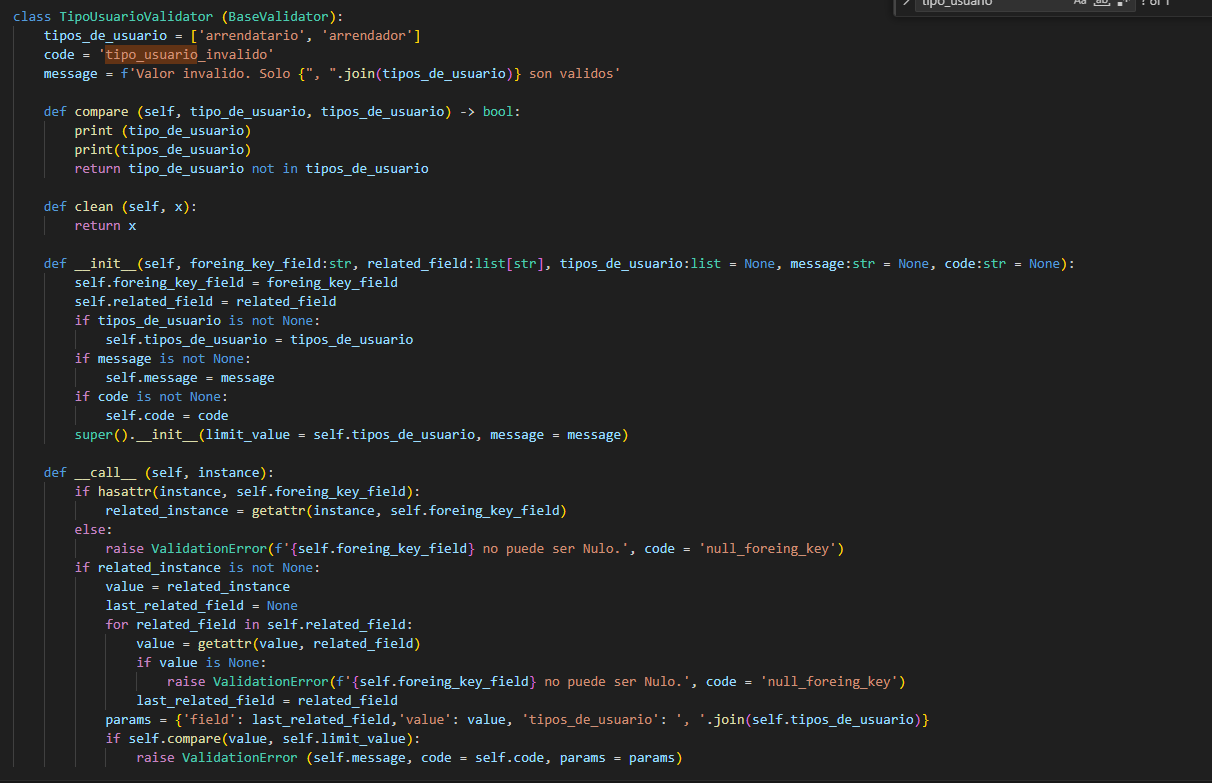 tipo_usuario Aa ab ? of 1
class TipoUsuarioValidator (BaseValidator):
    tipos_de_usuario = ['arrendatario', 'arrendador']
    code = 'tipo_usuario_invalido'
    message = f'Valor invalido. Solo {", ".join(tipos_de_usuario)} son validos'
    def compare (self, tipo_de_usuario, tipos_de_usuario) -> bool:
        print (tipo_de_usuario)
        print(tipos_de_usuario)
        return tipo_de_usuario not in tipos_de_usuario
    def clean (self, x):
        return x
    def __init__(self, foreing_key_field:str, related_field:list[str], tipos_de_usuario:list = None, message:str = None, code:str = None):
        self.foreing_key_field = foreing_key_field
        self.related_field = related_field
        if tipos_de_usuario is not None:
            self.tipos_de_usuario = tipos_de_usuario
        if message is not None:
            self.message = message
        if code is not None:
            self.code = code
        super().__init__(limit_value = self.tipos_de_usuario, message = message)
    def __call__ (self, instance):
        if hasattr(instance, self.foreing_key_field):
            related_instance = getattr(instance, self.foreing_key_field)
        else:
            raise ValidationError(f'{self.foreing_key_field} no puede ser Nulo.', code = 'null_foreing_key')
        if related_instance is not None:
            value = related_instance
            last_related_field = None
            for related_field in self.related_field:
                value = getattr(value, related_field)
                if value is None:
                    raise ValidationError(f'{self.foreing_key_field} no puede ser Nulo.', code = 'null_foreing_key')
                last_related_field = related_field
            params = {'field': last_related_field,'value': value, 'tipos_de_usuario': ', '.join(self.tipos_de_usuario)}
            if self.compare(value, self.limit_value):
                raise ValidationError (self.message, code = self.code, params = params)